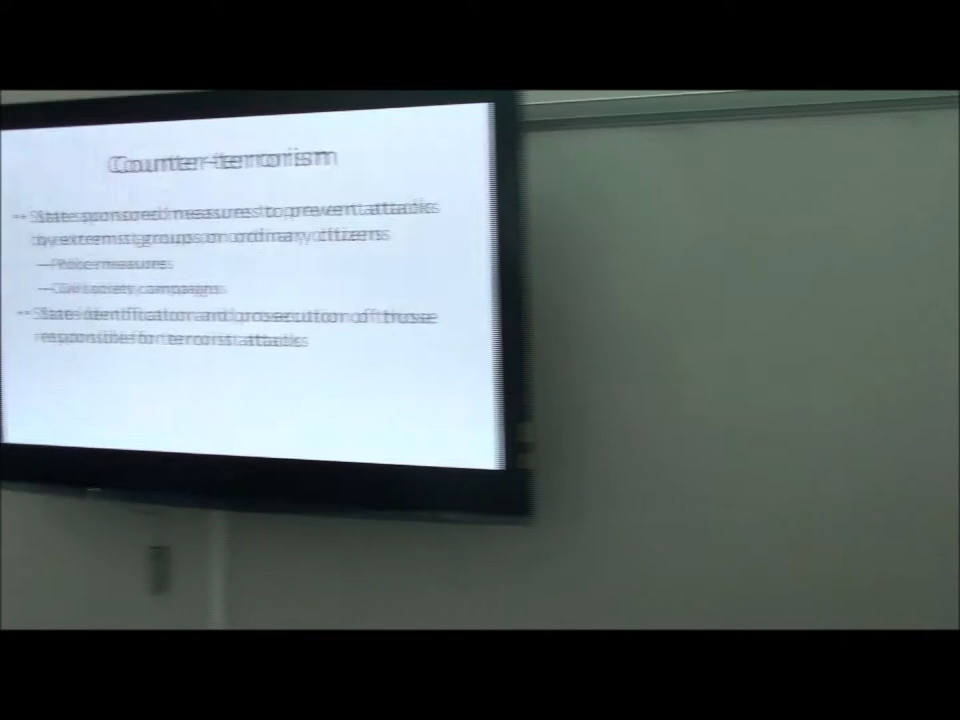 Counter-terrorism
- State sponsored measures to prevent attacks
by extremist groups on ordinary citizens
– Police measures
– Civil society campaigns
- State identification and prosecution of those
responsible for terrorist attacks